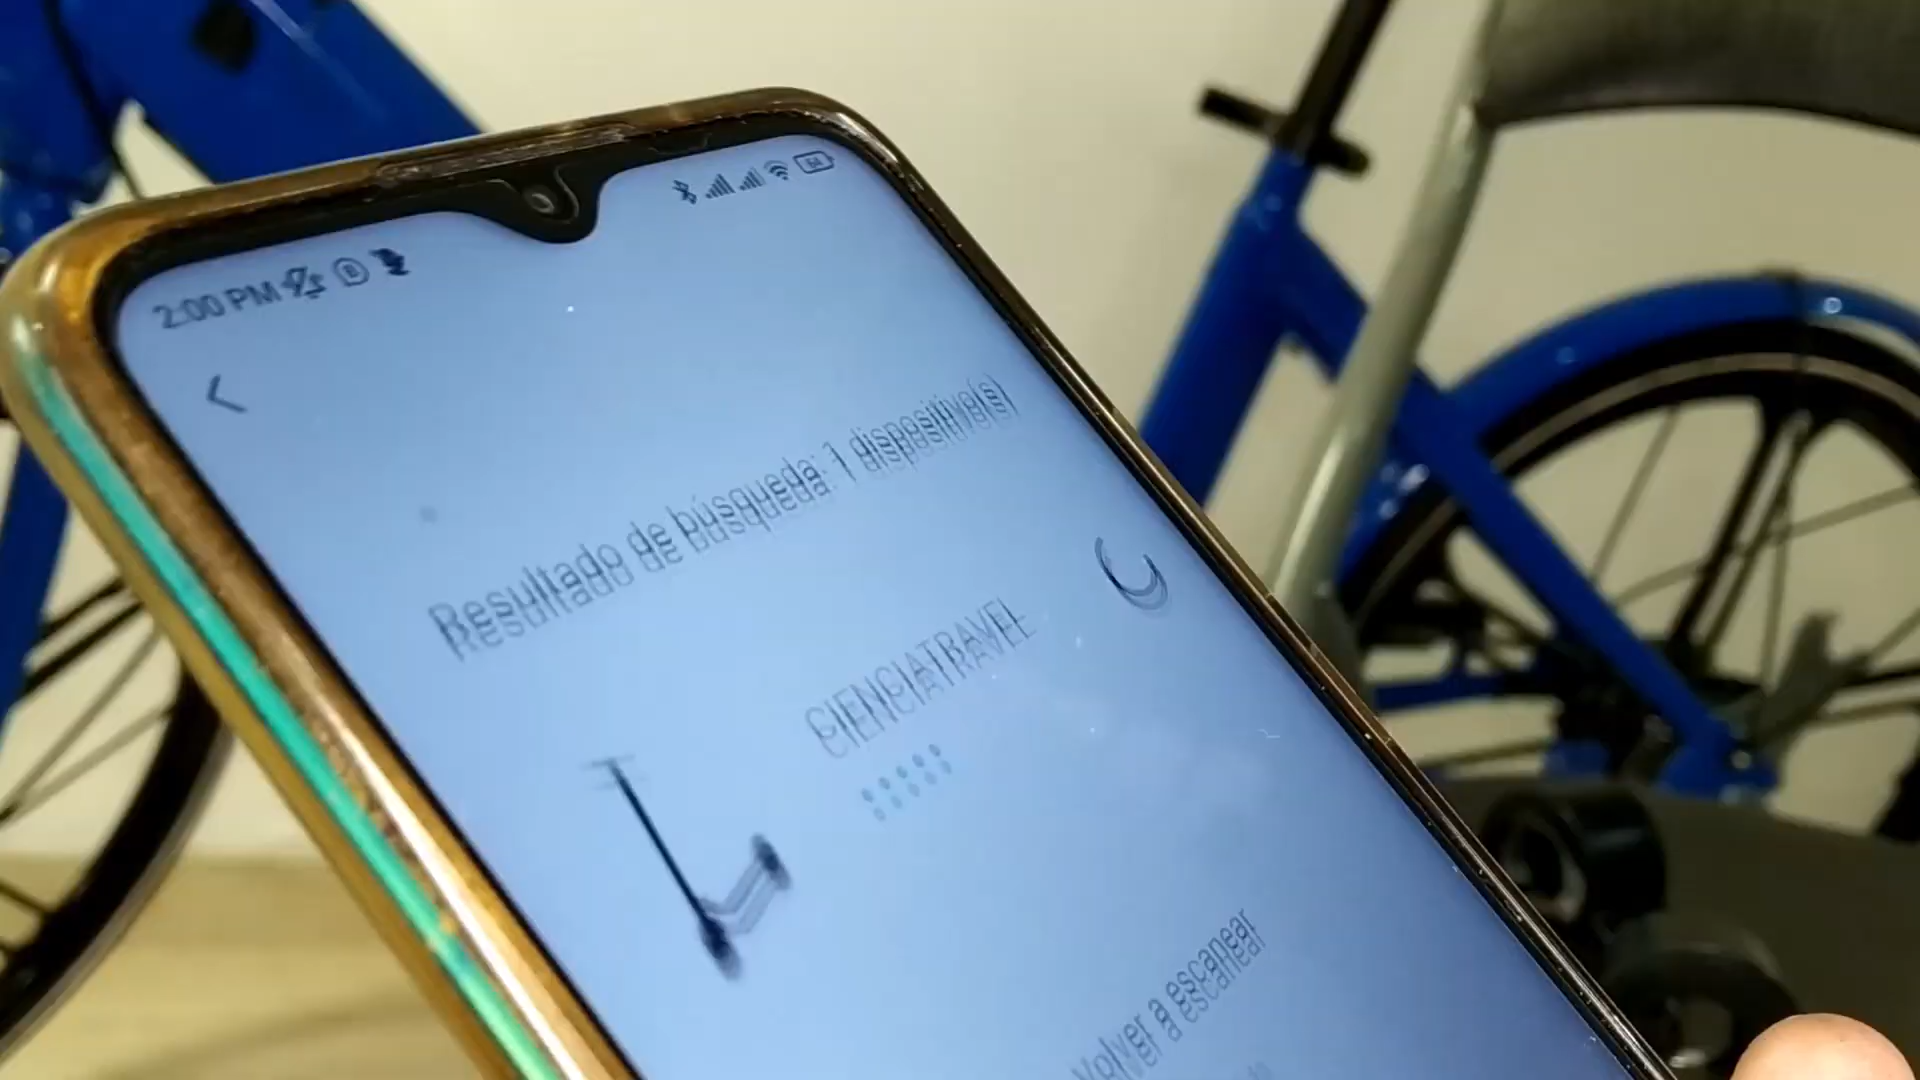 2:00 PM
Resultado de búsqueda: 1 dispositivo(s)
CIENCIATRAVEL
Volver a escanear